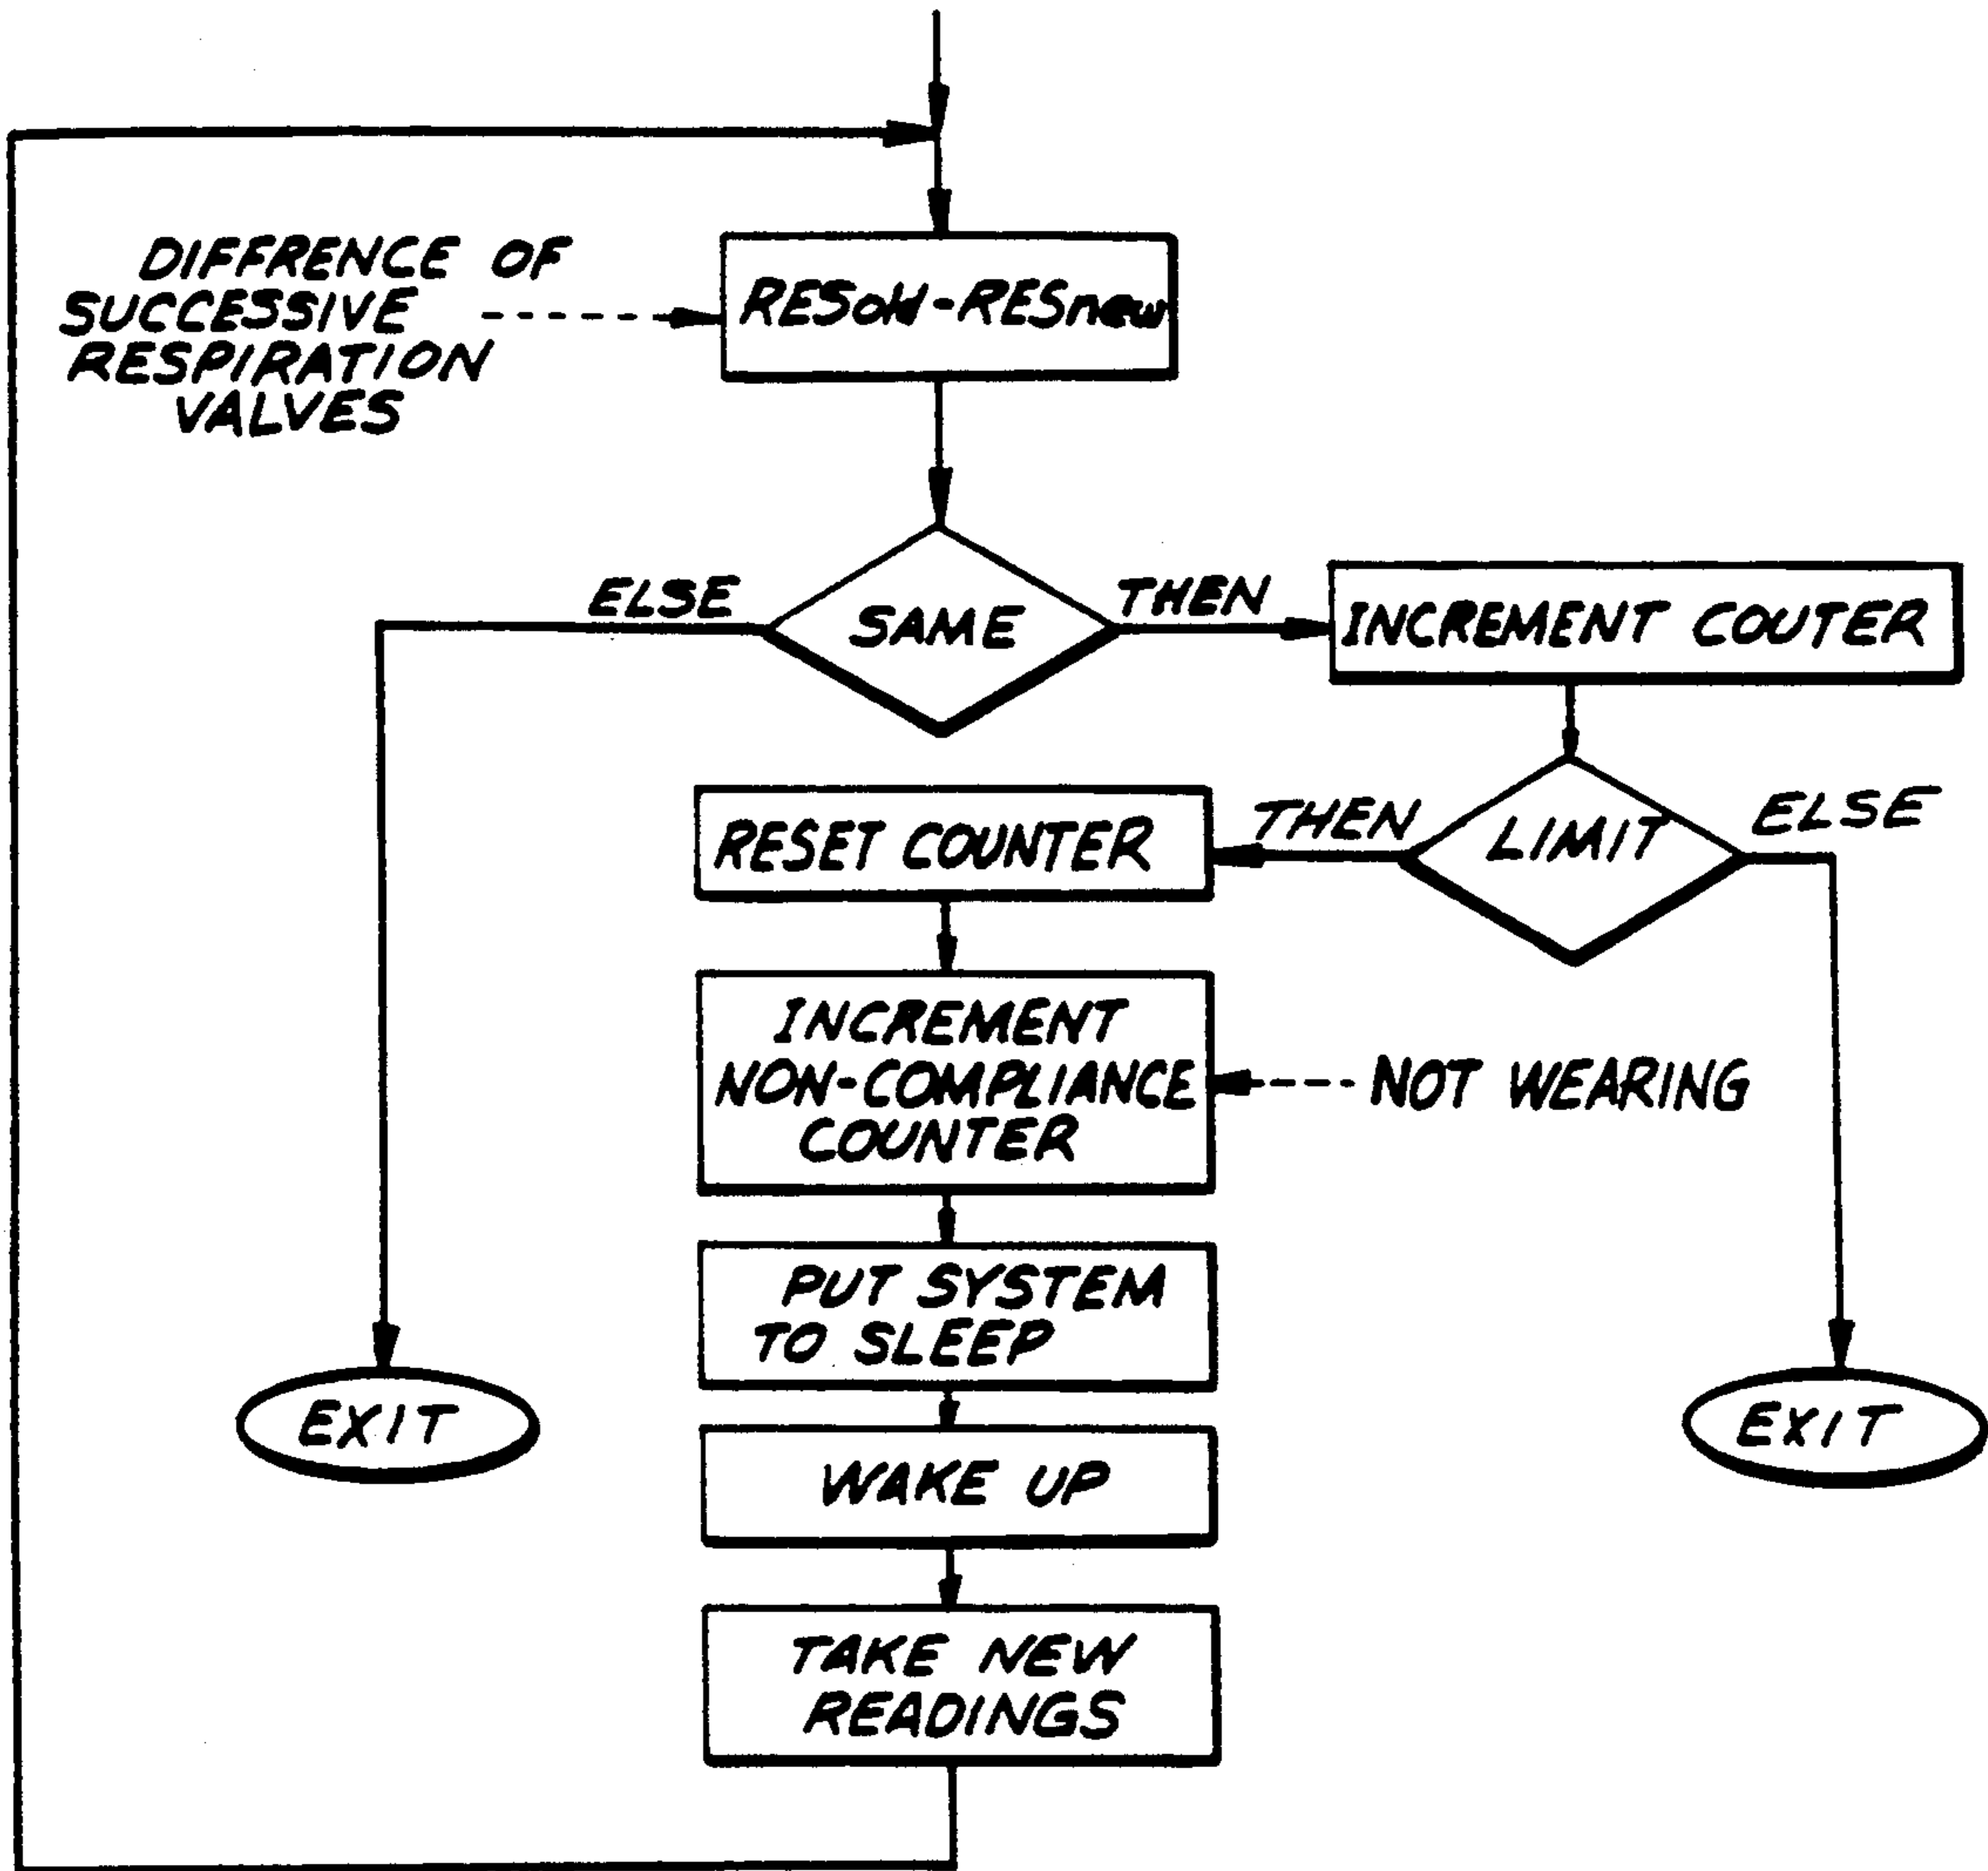 DIFFRENCE OF
SUCCESSIVE
RESPIRATION
VALVES
RESold-RESnew
ELSE
SAME
THEN
INCREMENT COUTER
RESET COUNTER
THEN
LIMIT
ELSE
INCREMENT
NON-COMPLIANCE
COUNTER
NOT WEARING
PUT SYSTEM
TO SLEEP
EXIT
WAKE UP
EXIT
TAKE NEW
READINGS